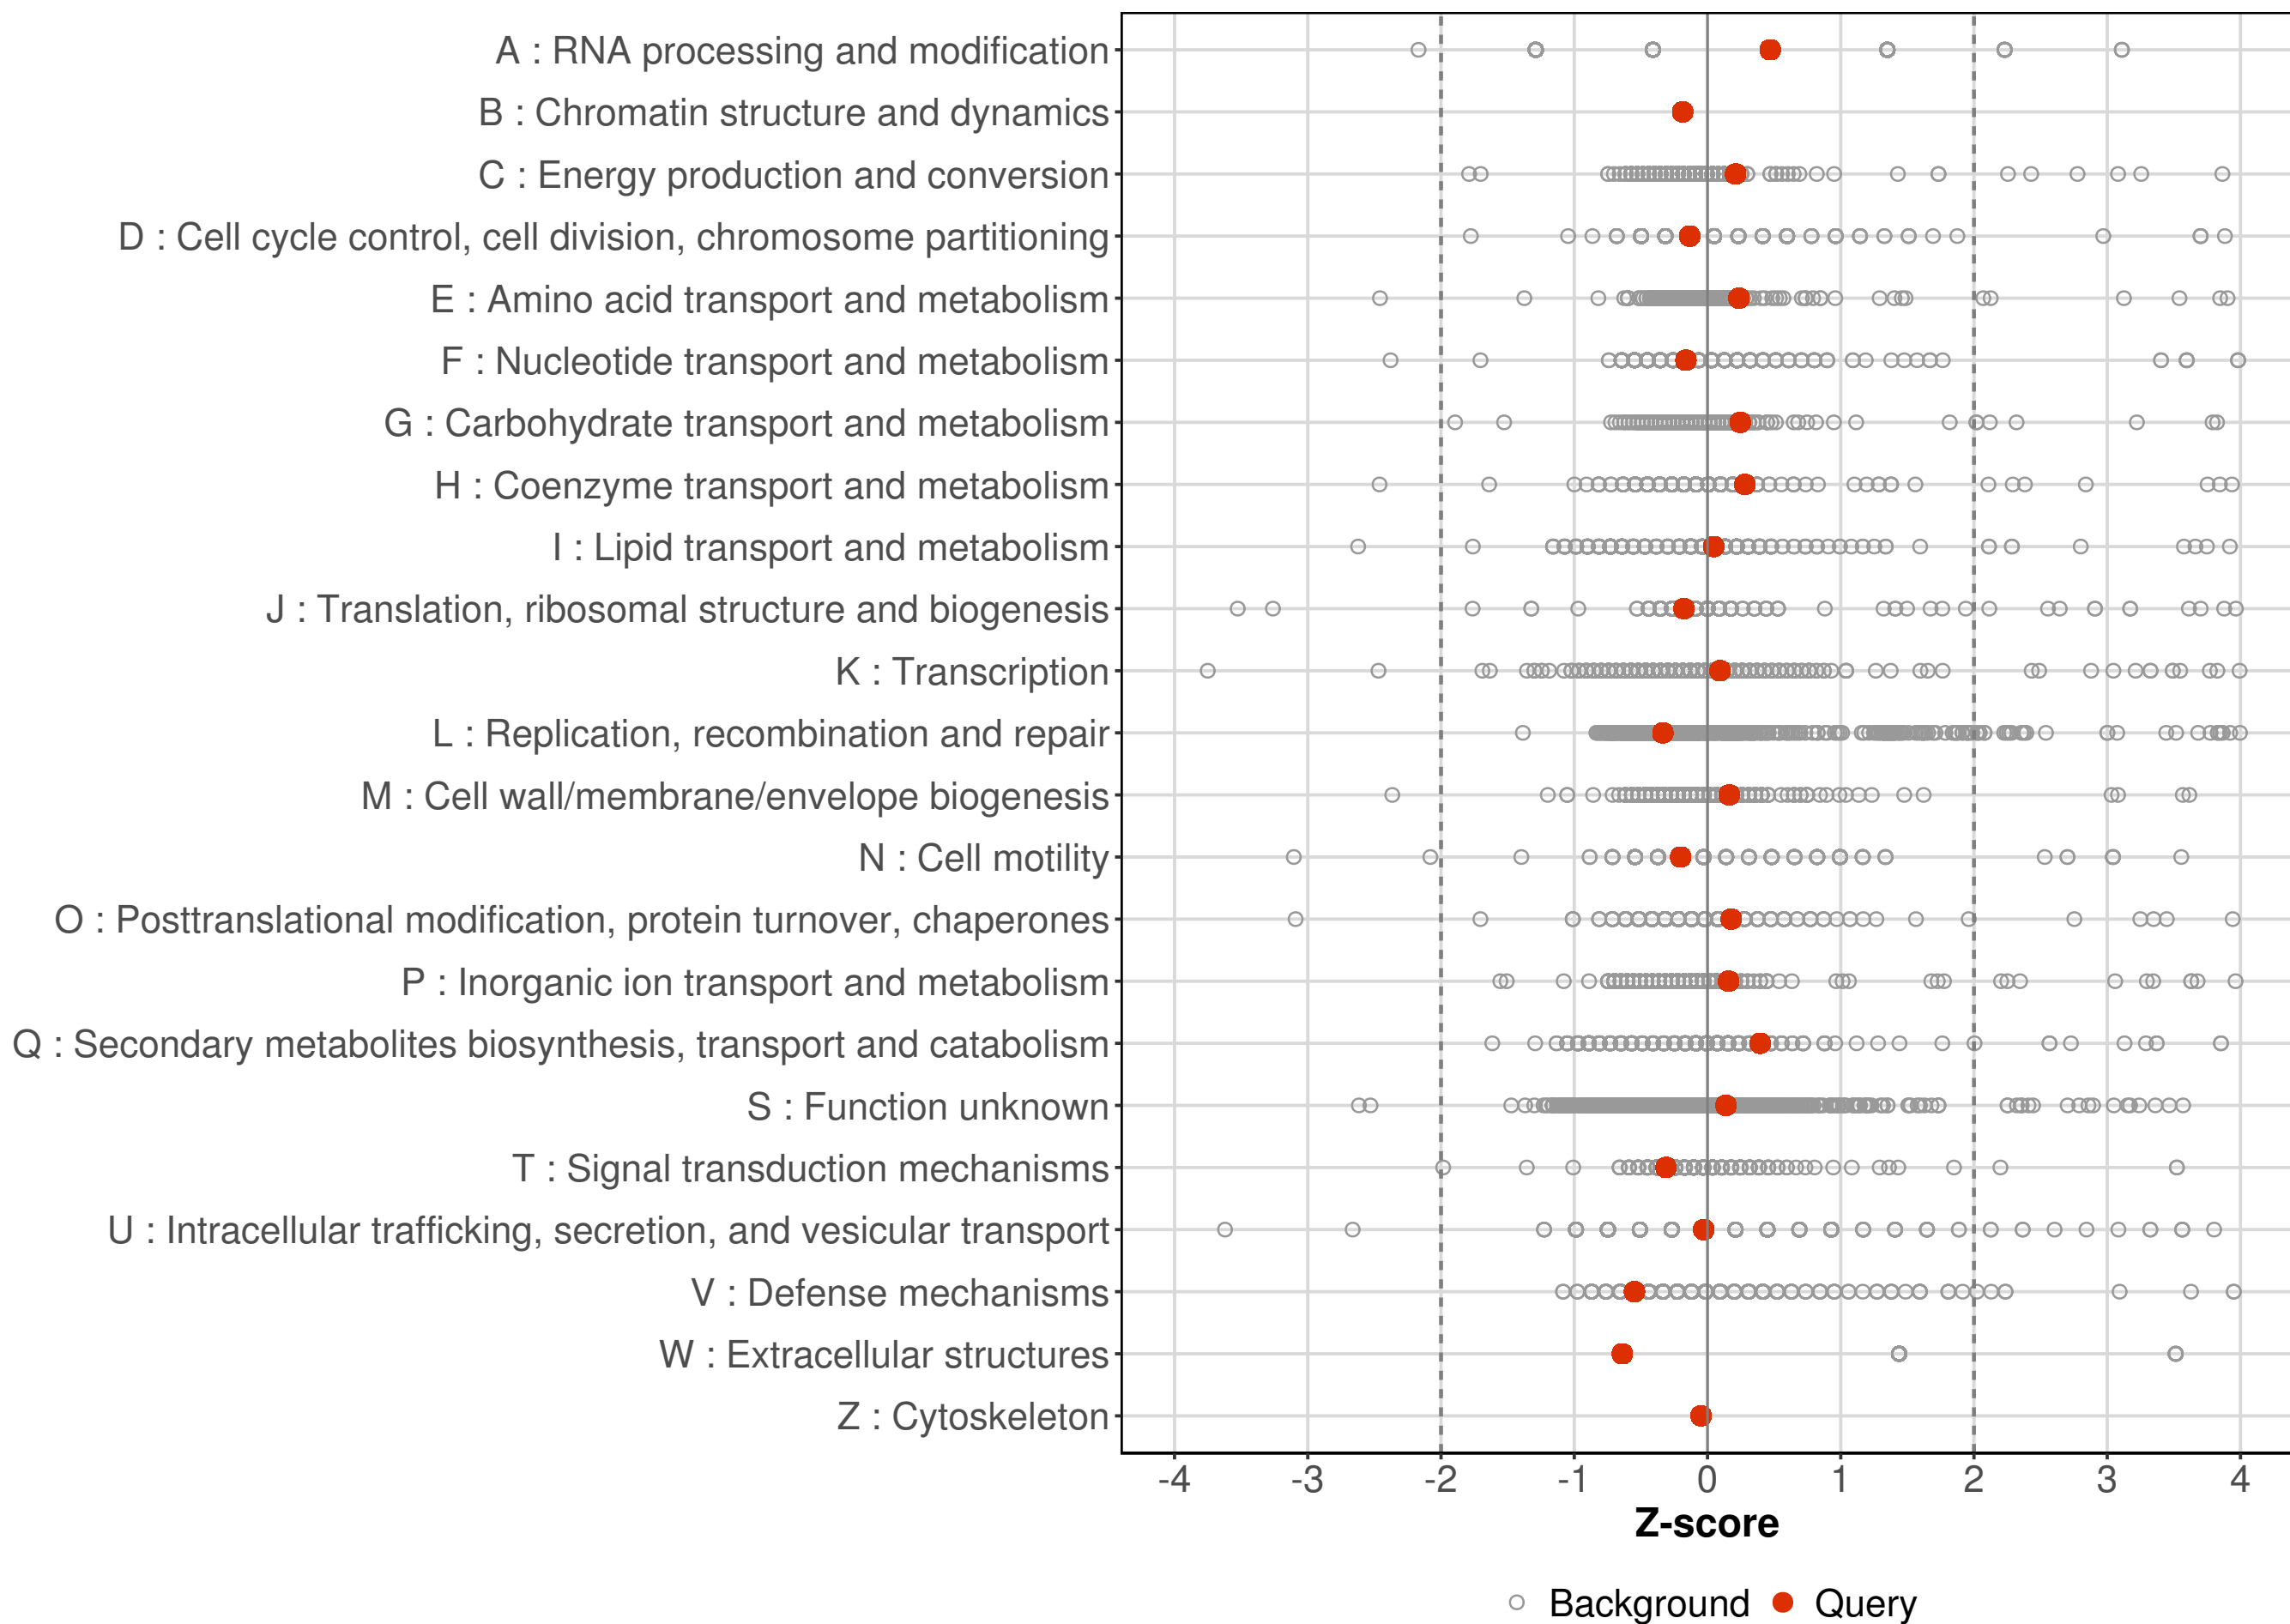 A : RNA processing and modification
B : Chromatin structure and dynamics
C : Energy production and conversion
D : Cell cycle control, cell division, chromosome partitioning
E : Amino acid transport and metabolism
F : Nucleotide transport and metabolism
G : Carbohydrate transport and metabolism
H : Coenzyme transport and metabolism
I : Lipid transport and metabolism
J : Translation, ribosomal structure and biogenesis
K : Transcription
L : Replication, recombination and repair
M : Cell wall/membrane/envelope biogenesis
N : Cell motility
O : Posttranslational modification, protein turnover, chaperones
P : Inorganic ion transport and metabolism
Q : Secondary metabolites biosynthesis, transport and catabolism
S : Function unknown
T : Signal transduction mechanisms
U : Intracellular trafficking, secretion, and vesicular transport
V : Defense mechanisms
W : Extracellular structures
Z : Cytoskeleton
-4 -3 -2 -1 0 1 2 3 4
Z-score
Background Query